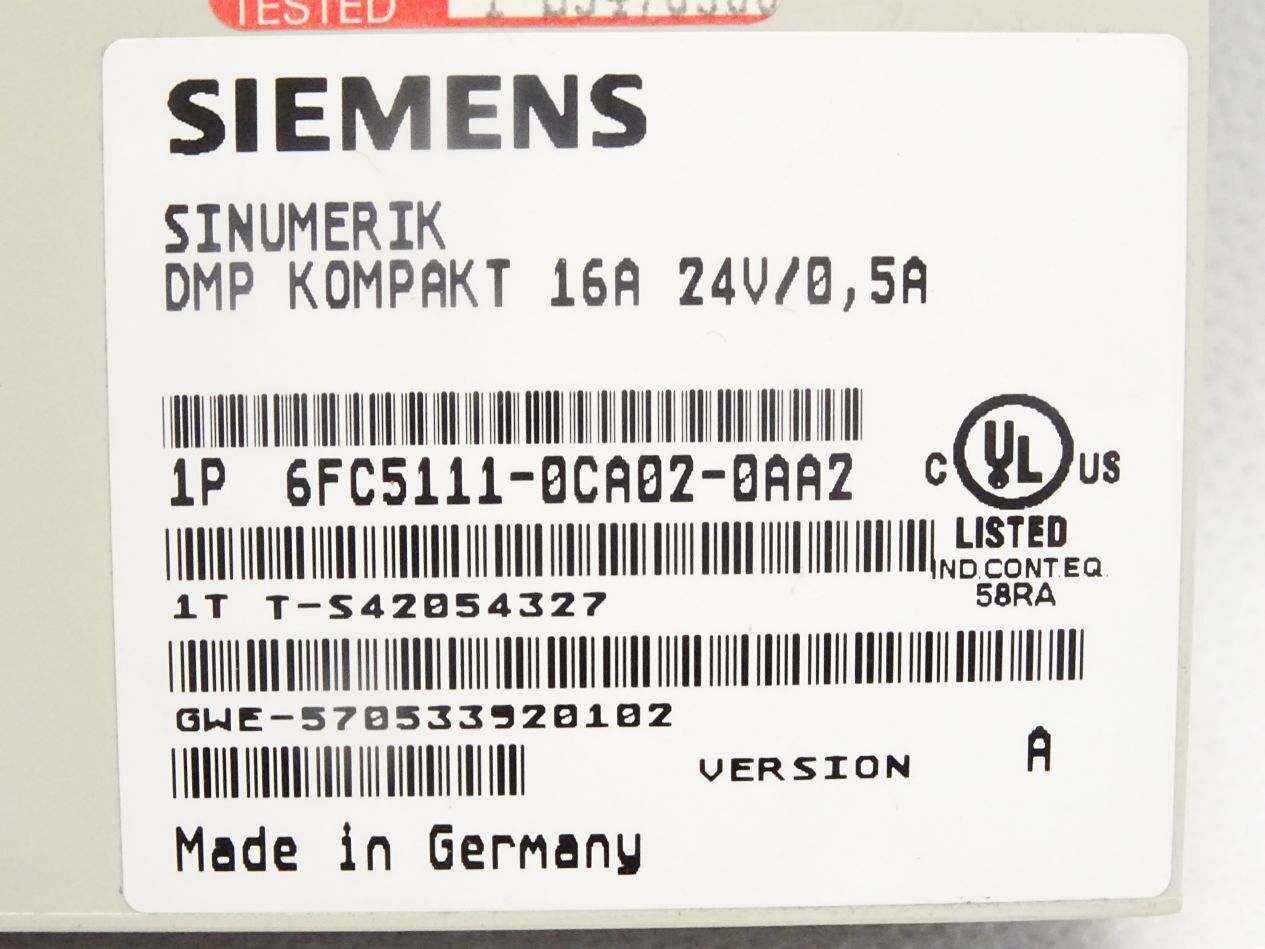 TESTED
SIEMENS
SINUMERIK
DMP KOMPAKT 16A 24V/0,5A
1P 6FC5111-0CA02-0AA2
C UL US
LISTED
IND.CONT.EQ.
58RA
1T T-S42054327
GWE-570533920102
VERSION A
Made in Germany